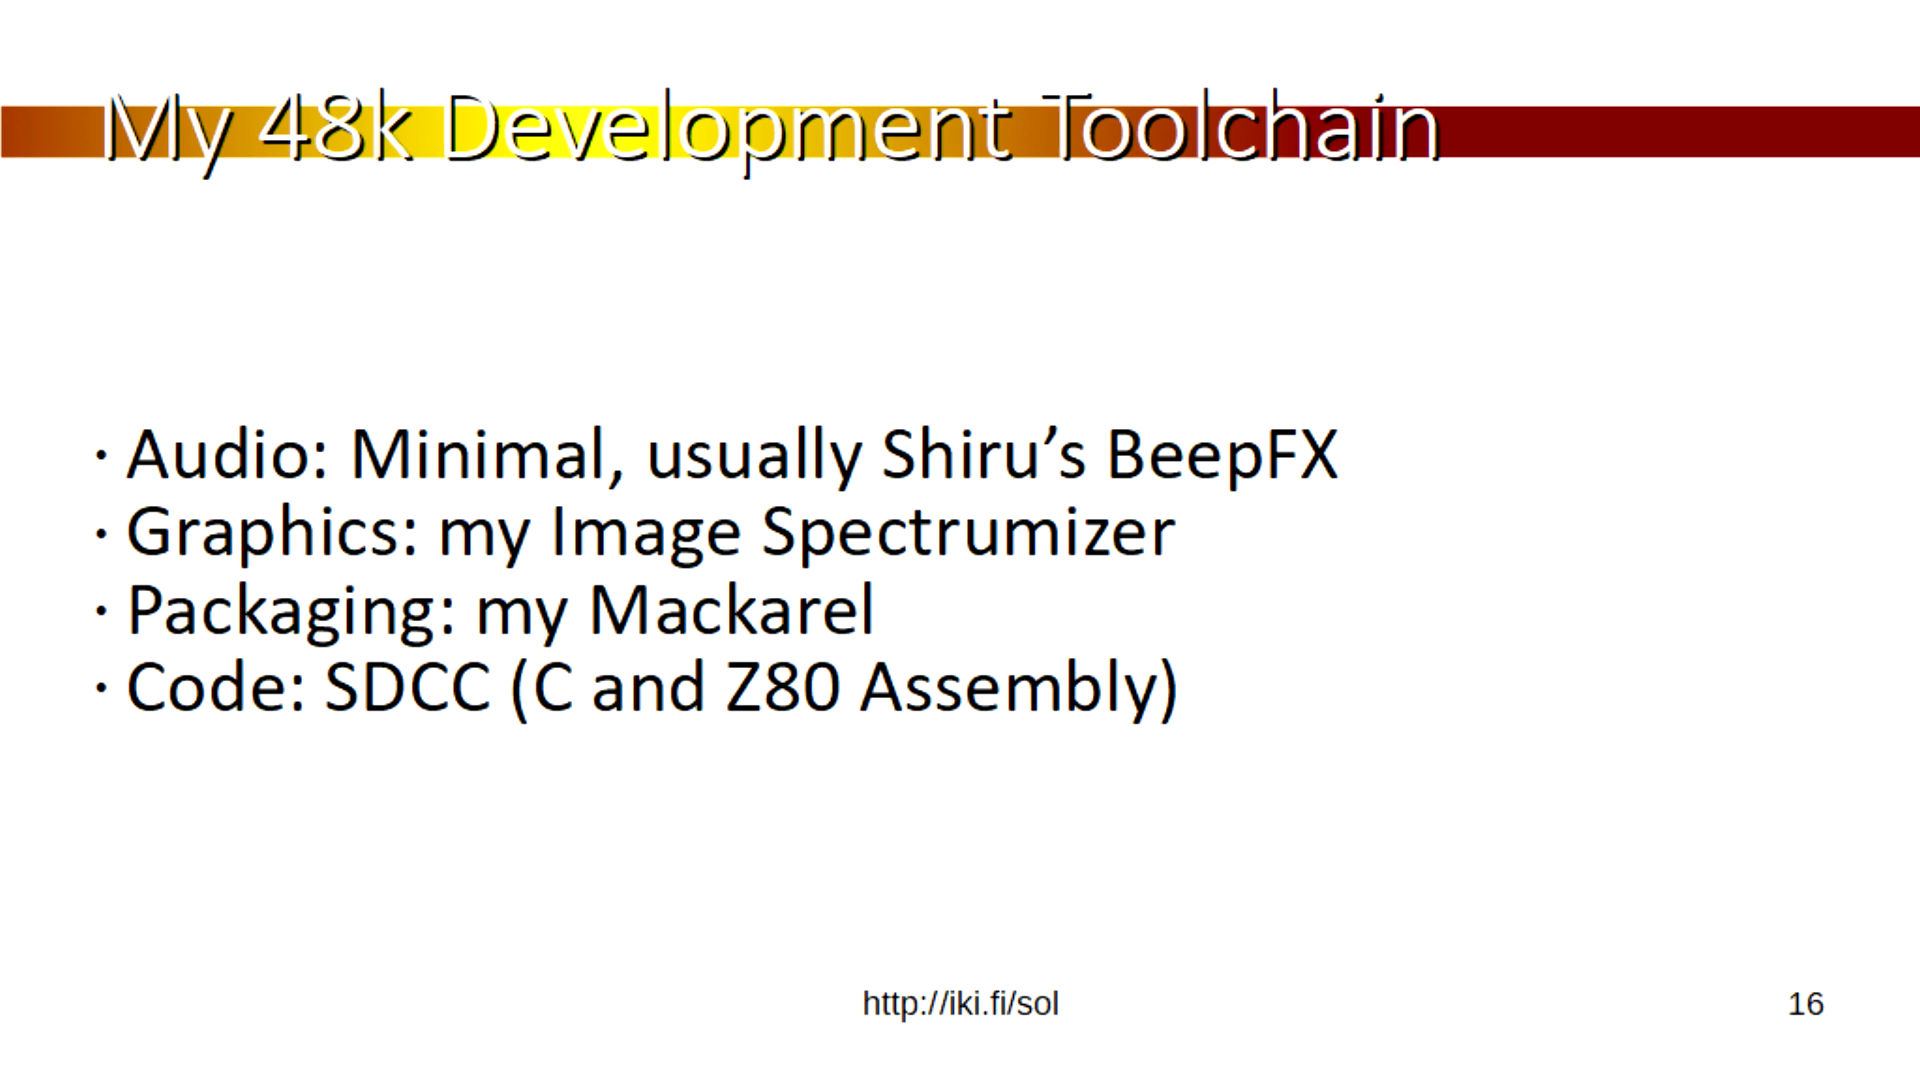 My 48k Development Toolchain
· Audio: Minimal, usually Shiru’s BeepFX
· Graphics: my Image Spectrumizer
· Packaging: my Mackarel
· Code: SDCC (C and Z80 Assembly)
http://iki.fi/sol
16